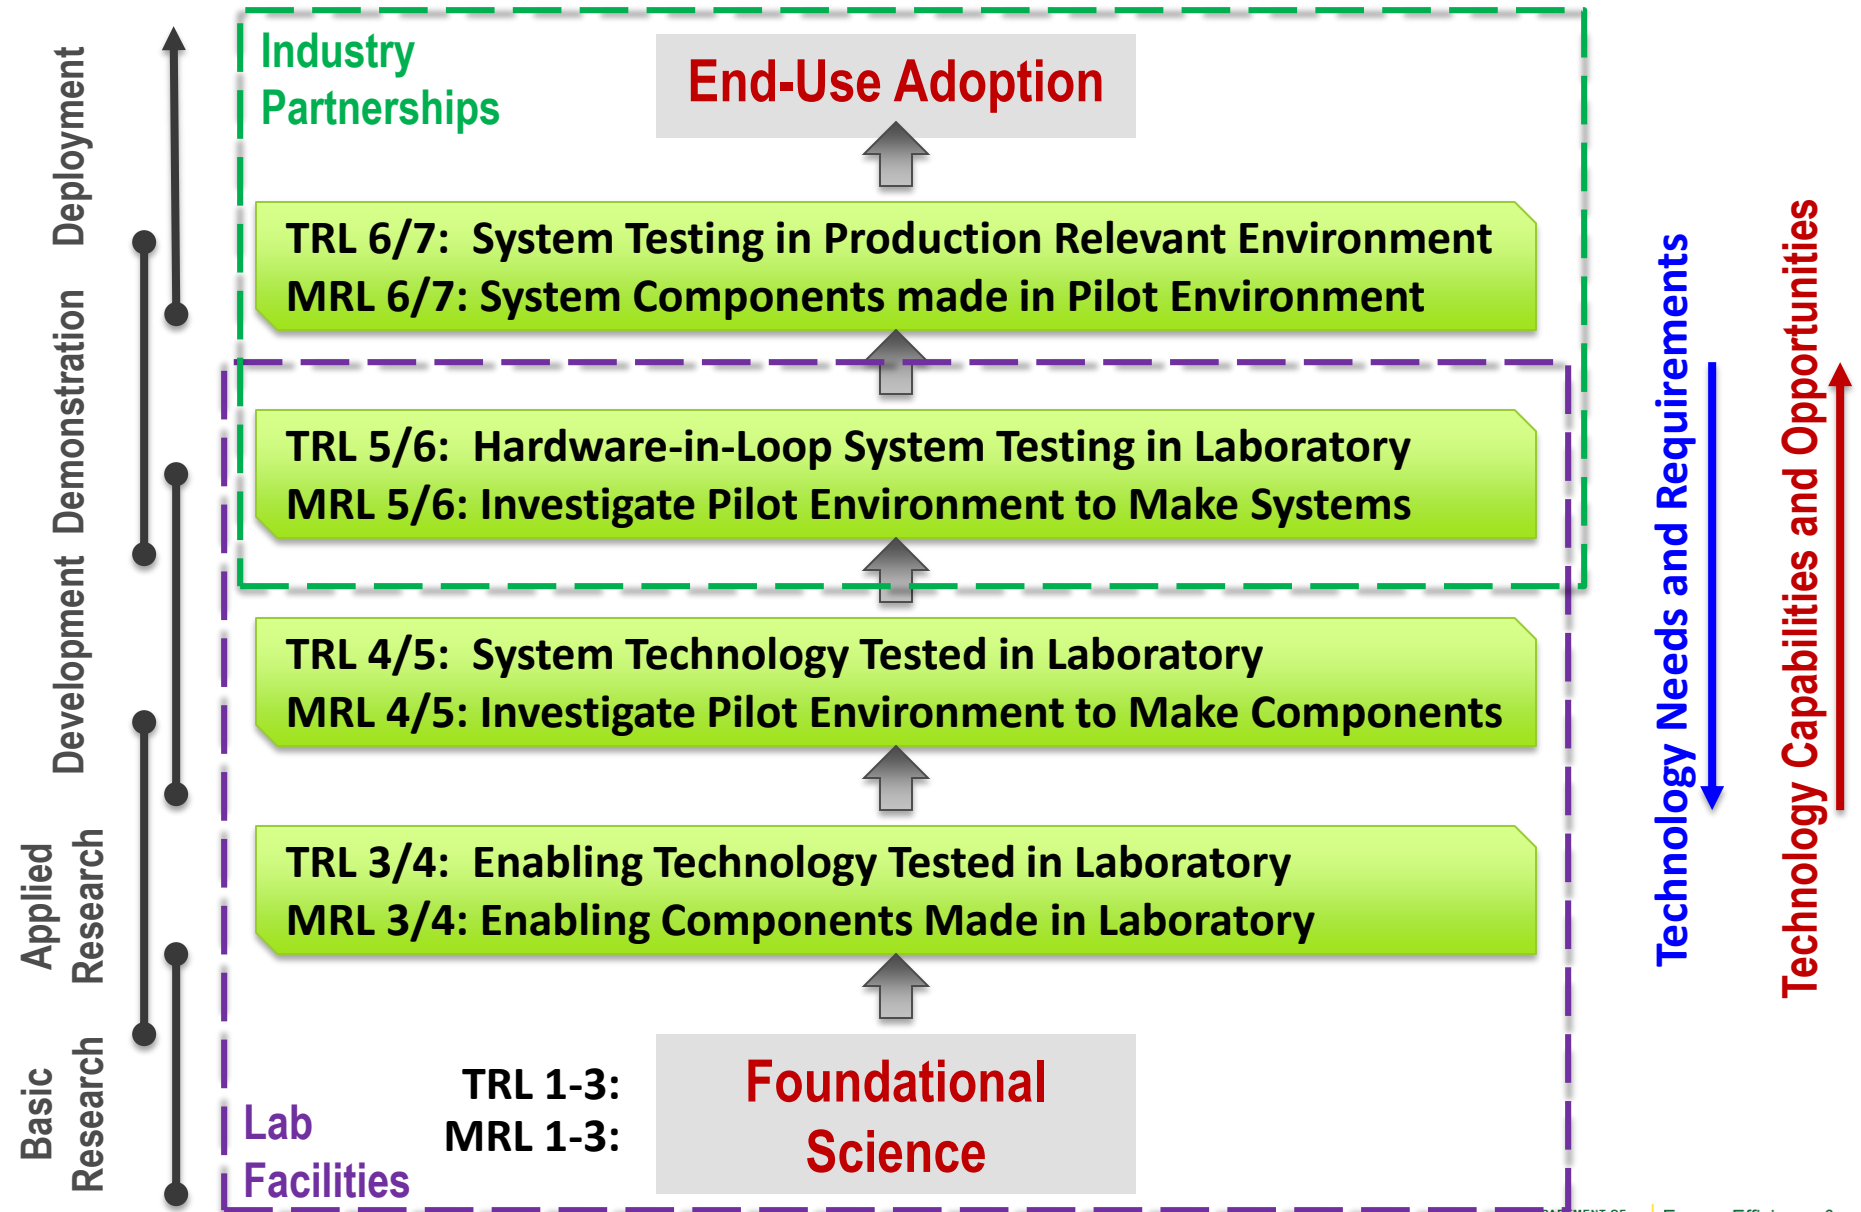 Industry
Partnerships
End-Use Adoption
TRL 6/7: System Testing in Production Relevant Environment
MRL 6/7: System Components made in Pilot Environment
TRL 5/6: Hardware-in-Loop System Testing in Laboratory
MRL 5/6: Investigate Pilot Environment to Make Systems
TRL 4/5: System Technology Tested in Laboratory
MRL 4/5: Investigate Pilot Environment to Make Components
TRL 3/4: Enabling Technology Tested in Laboratory
MRL 3/4: Enabling Components Made in Laboratory
TRL 1-3:
MRL 1-3:
Foundational
Science
Lab
Facilities
Deployment
Demonstration
Development
Applied
Research
Basic
Research
Technology Needs and Requirements
Technology Capabilities and Opportunities